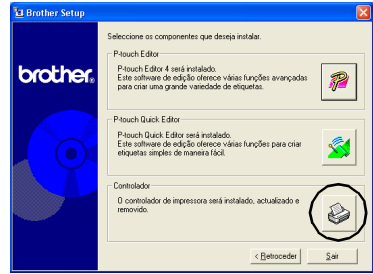 Brother Setup
Seleccione os componentes que deseja instalar.
P-touch Editor
P-touch Editor 4 será instalado.
Este software de edição oferece várias funções avançadas
para criar uma grande variedade de etiquetas.
brother.
P-touch Quick Editor
P-touch Quick Editor será instalado.
Este software de edição oferece várias funções para criar
etiquetas simples de maneira fácil.
Controlador
O controlador de impressora será instalado, actualizado e
removido.
< Retroceder
Sair